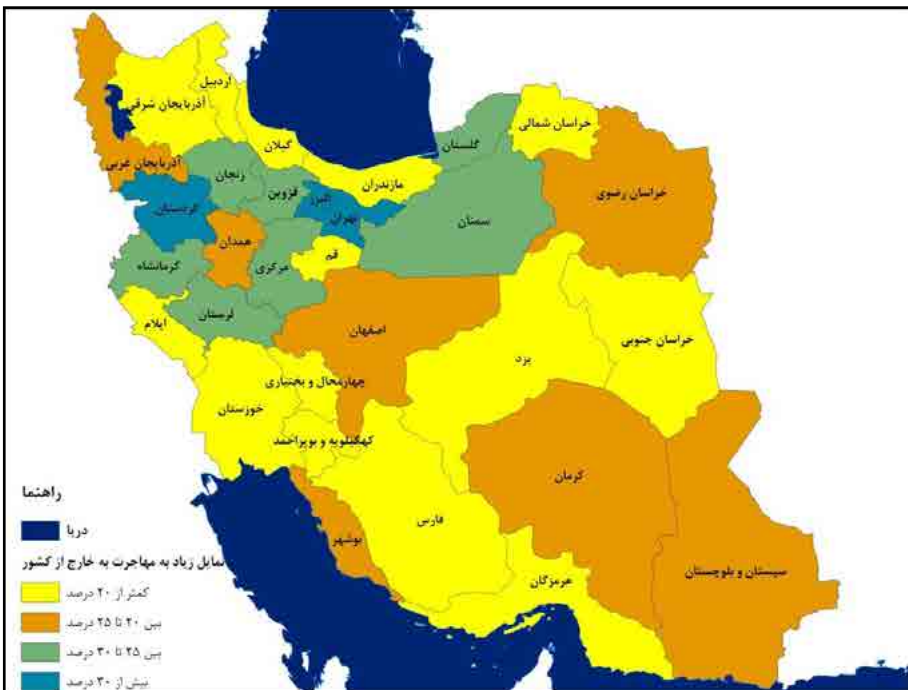 اردبیل
آذربایجان شرقی
گیلان
خراسان شمالی
گلستان
آذربایجان غربی
زنجان
مازندران
قزوین
خراسان رضوی
کردستان
البرز
تهران
سمنان
همدان
قم
کرمانشاه
مرکزی
لرستان
ایلام
اصفهان
خراسان جنوبی
یزد
چهارمحال و بختیاری
خوزستان
کهگیلویه و بویراحمد
کرمان
فارس
بوشهر
سیستان و بلوچستان
هرمزگان
راهنما
دریا
تمایل زیاد به مهاجرت به خارج از کشور
کمتر از ۲۰ درصد
بین ۲۰ تا ۲۵ درصد
بین ۲۵ تا ۳۰ درصد
بیش از ۳۰ درصد